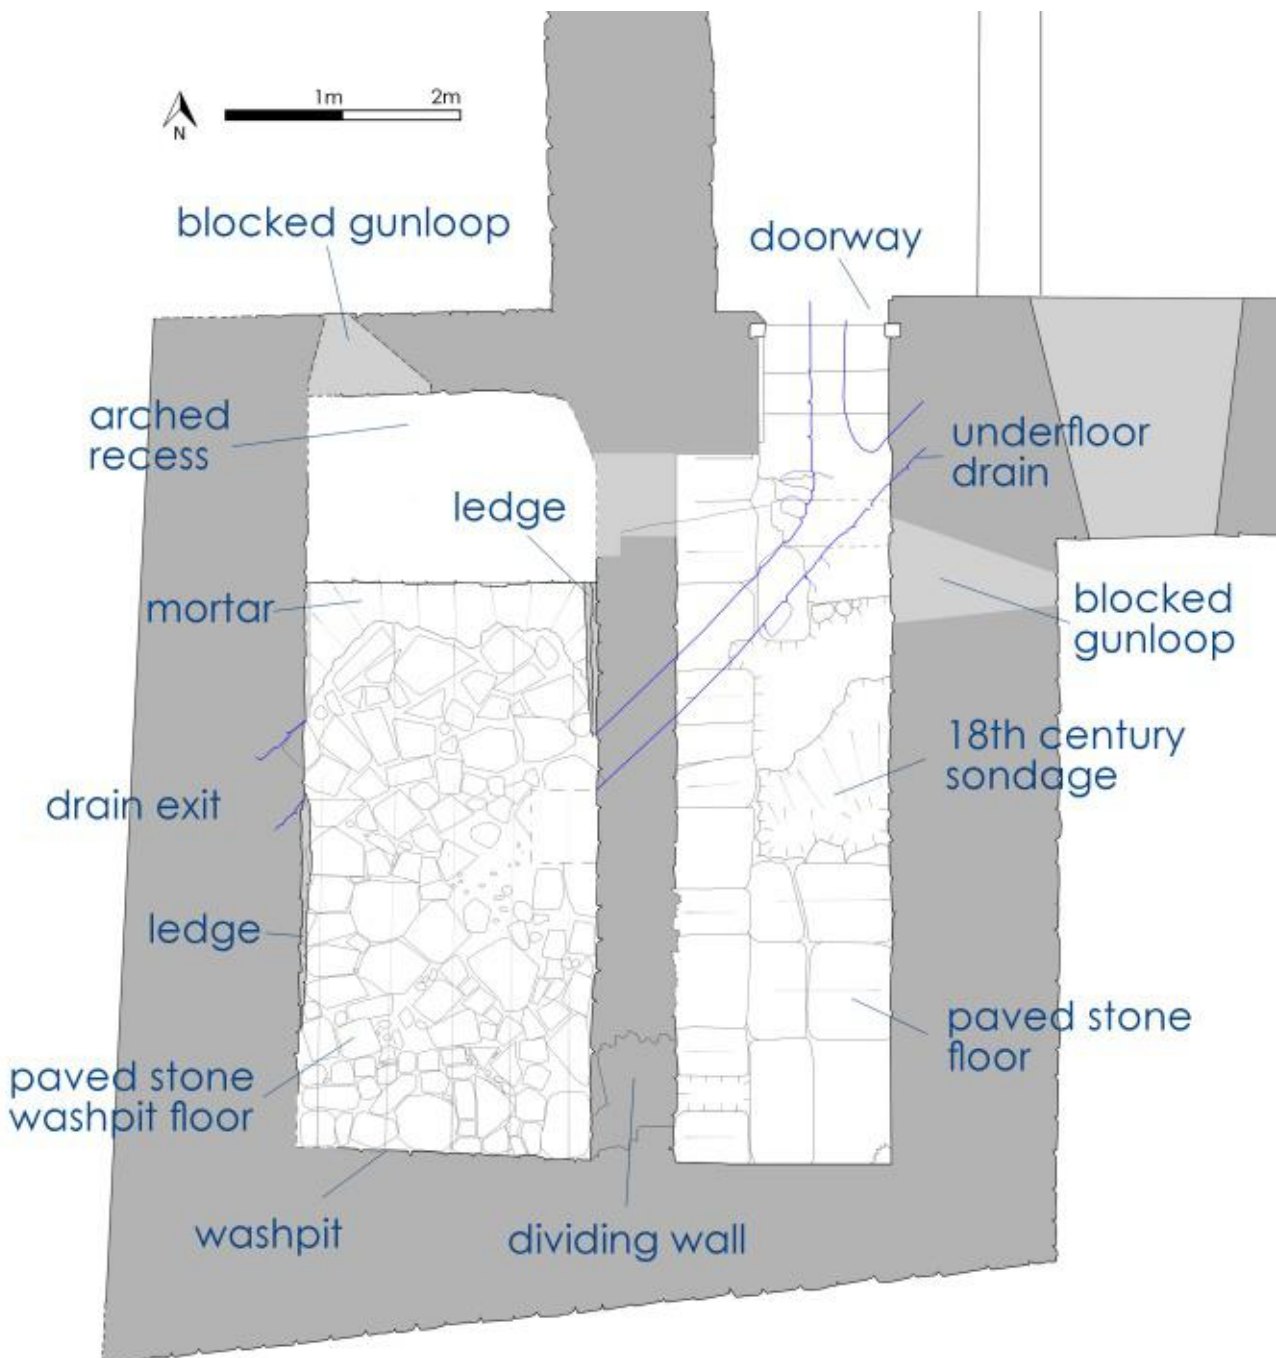 1m 2m
N
blocked gunloop
doorway
arched
recess
underfloor
drain
ledge
mortar
blocked
gunloop
18th century
sondage
drain exit
ledge
paved stone
floor
paved stone
washpit floor
washpit
dividing wall